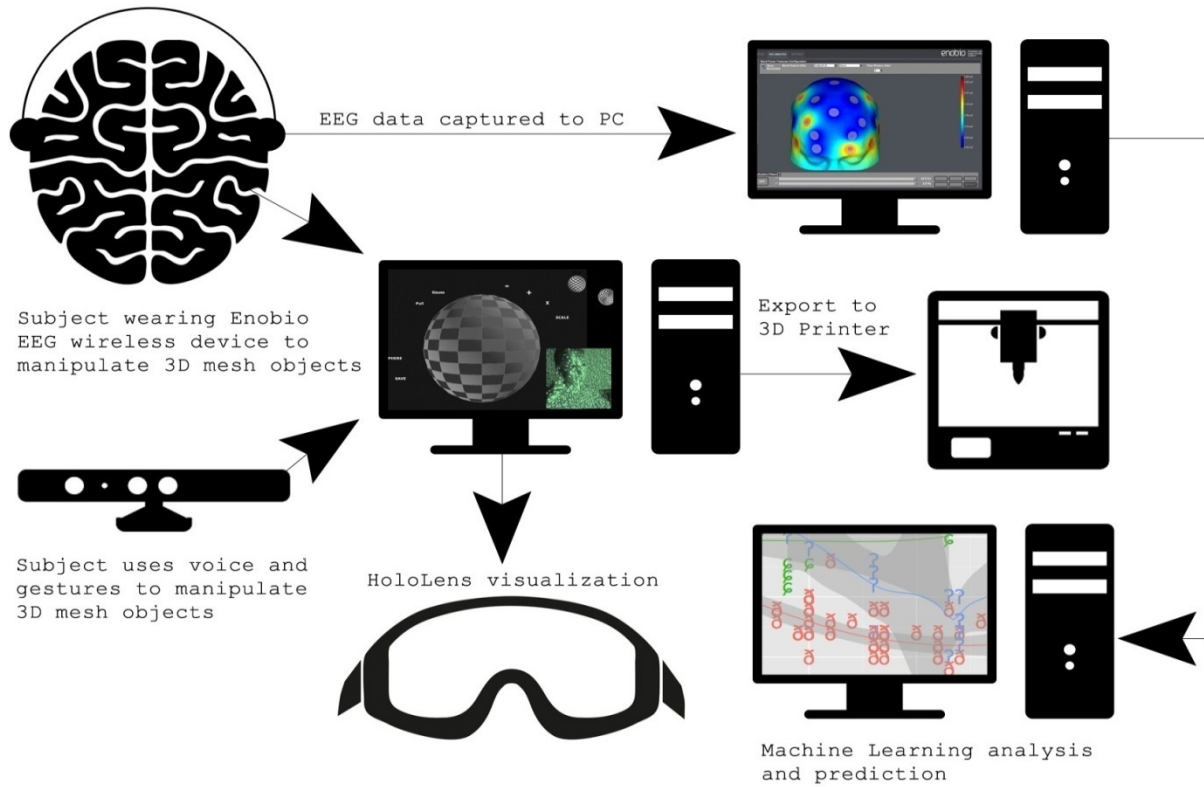 EEG data captured to PC
enobio
Subject wearing Enobio
EEG wireless device to
manipulate 3D mesh objects
Pull
-
+
x
SCALE
SAVE
Export to
3D Printer
Subject uses voice and
gestures to manipulate
3D mesh objects
HoloLens visualization
Machine Learning analysis
and prediction